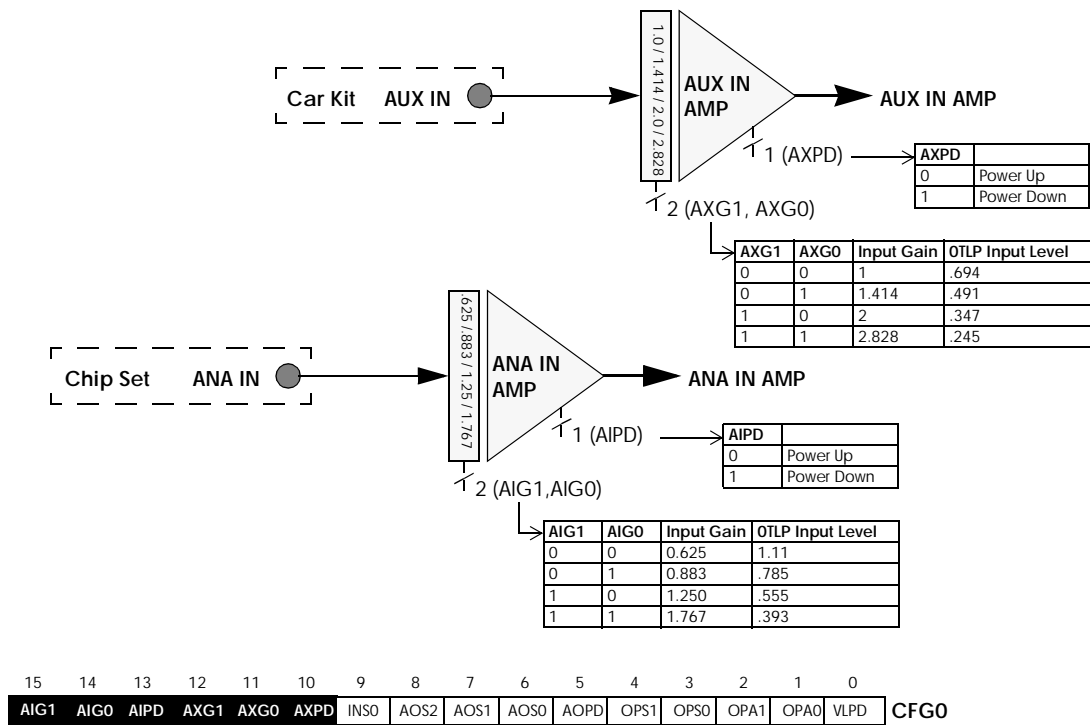 1.0 / 1.414 / 2.0 / 2.828
Car Kit AUX IN
AUX IN
AMP
AUX IN AMP
1 (AXPD)
AXPD
0 Power Up
1 Power Down
2 (AXG1, AXG0)
AXG1 AXG0 Input Gain 0TLP Input Level
0 0 1 .694
0 1 1.414 .491
1 0 2 .347
1 1 2.828 .245
.625 /.883 / 1.25 / 1.767
Chip Set ANA IN
ANA IN
AMP
ANA IN AMP
1 (AIPD)
AIPD
0 Power Up
1 Power Down
2 (AIG1,AIG0)
AIG1 AIG0 Input Gain 0TLP Input Level
0 0 0.625 1.11
0 1 0.883 .785
1 0 1.250 .555
1 1 1.767 .393
15 14 13 12 11 10 9 8 7 6 5 4 3 2 1 0
AIG1 AIG0 AIPD AXG1 AXG0 AXPD INS0 AOS2 AOS1 AOS0 AOPD OPS1 OPS0 OPA1 OPA0 VLPD CFG0